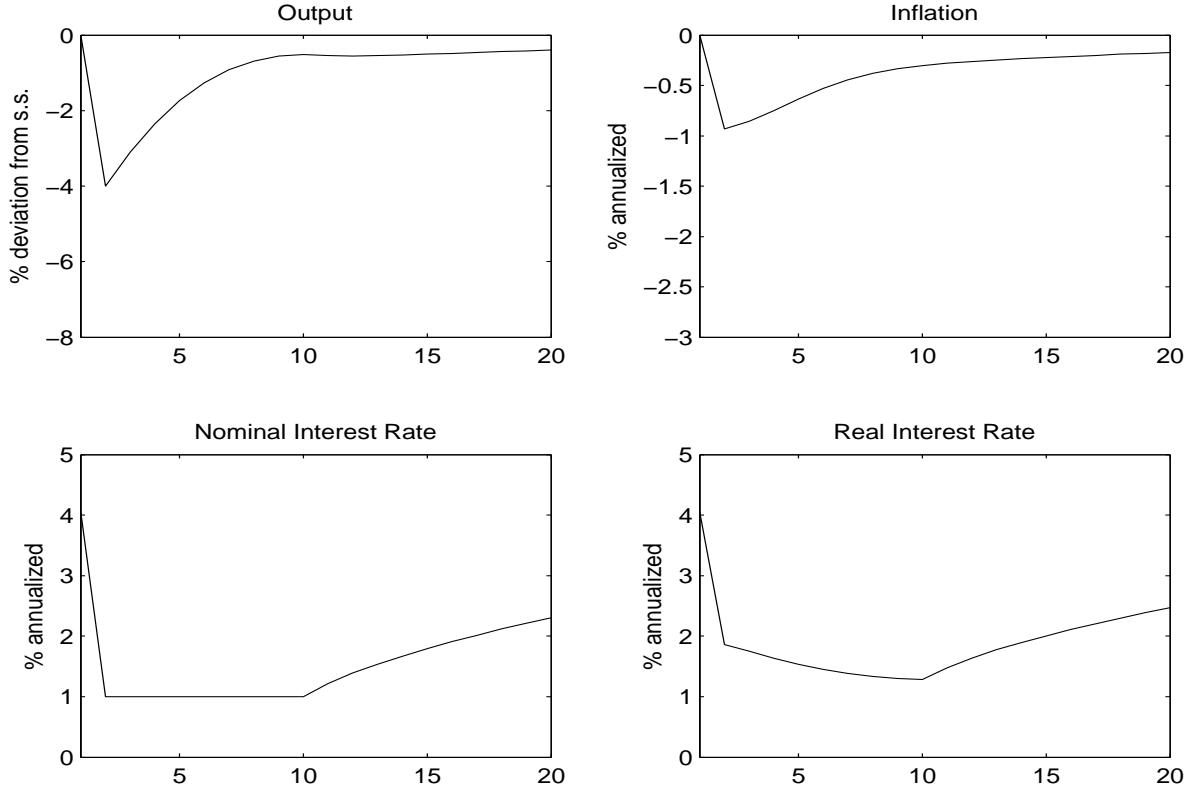 Output
% deviation from s.s.
0
−2
−4
−6
−8
5 10 15 20
Inflation
% annualized
0
−0.5
−1
−1.5
−2
−2.5
−3
5 10 15 20
Nominal Interest Rate
% annualized
5
4
3
2
1
0
5 10 15 20
Real Interest Rate
% annualized
5
4
3
2
1
0
5 10 15 20